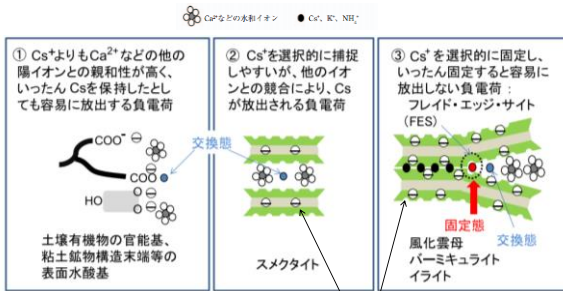 Ca²⁺などの水和イオン
Cs⁺, K⁺, NH₄⁺
① Cs⁺よりもCa²⁺などの他の
陽イオンとの親和性が高く、
いったん Csを保持したとし
ても容易に放出する負電荷
COO⁻
COO
HO
土壌有機物の官能基、
粘土鉱物構造末端等の
表面水酸基
交換態
② Cs⁺を選択的に捕捉
しやすいが、他のイオ
ンとの競合により、Cs
が放出される負電荷
スメクタイト
③ Cs⁺ を選択的に固定し、
いったん固定すると容易に
放出しない負電荷 :
フレイド・エッジ・サイト
(FES)
固定態
交換態
風化雲母
バーミキュライト
イライト